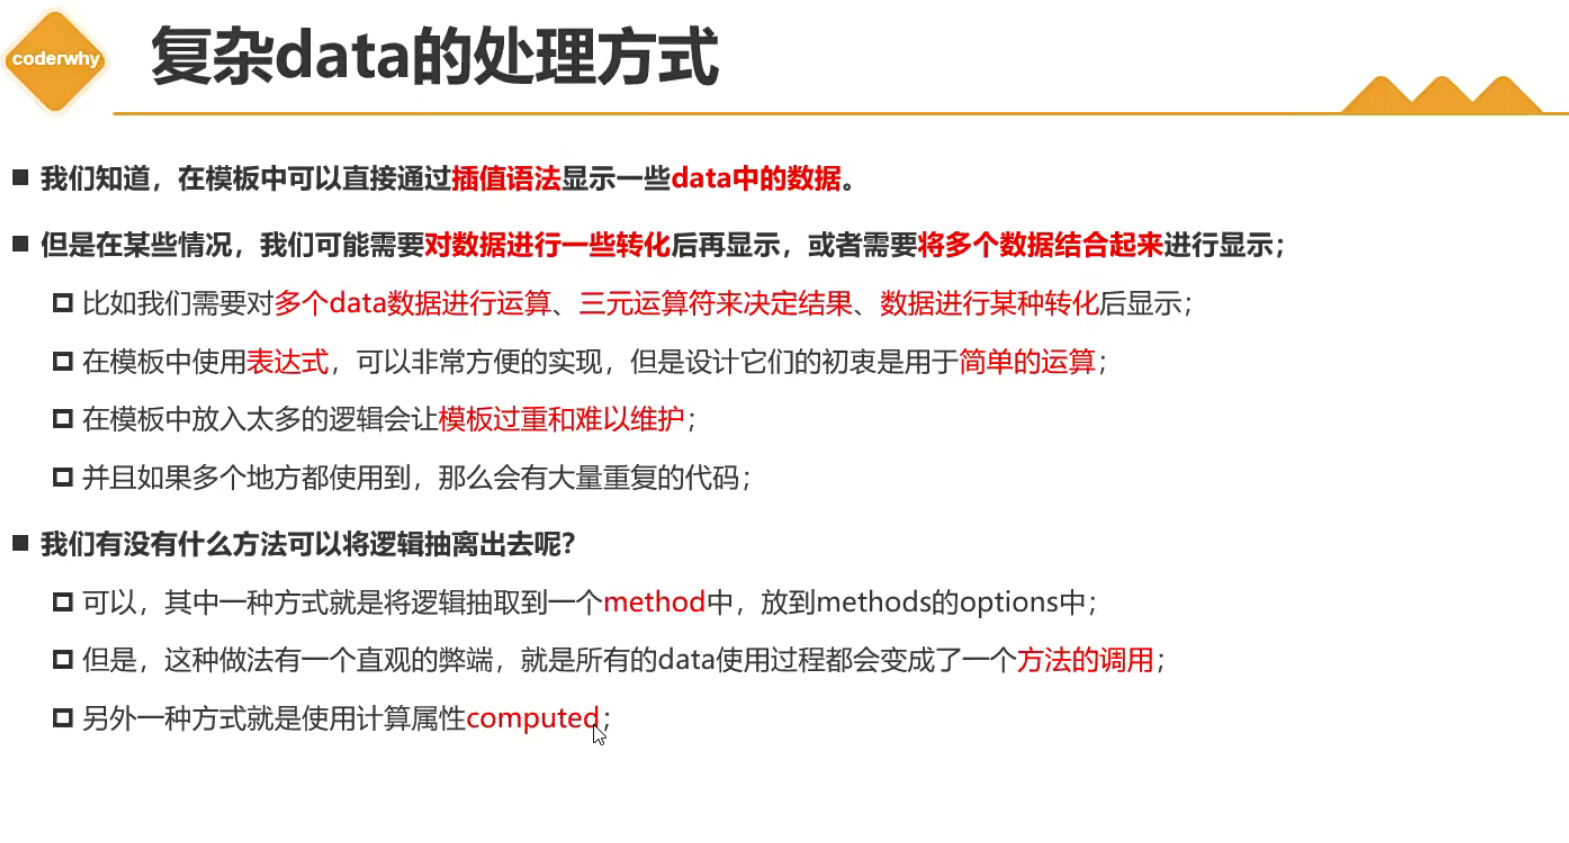 coderwhy
复杂data的处理方式
我们知道，在模板中可以直接通过插值语法显示一些data中的数据。
但是在某些情况，我们可能需要对数据进行一些转化后再显示，或者需要将多个数据结合起来进行显示；
比如我们需要对多个data数据进行运算、三元运算符来决定结果、数据进行某种转化后显示；
在模板中使用表达式，可以非常方便的实现，但是设计它们的初衷是用于简单的运算；
在模板中放入太多的逻辑会让模板过重和难以维护；
并且如果多个地方都使用到，那么会有大量重复的代码；
我们有没有什么方法可以将逻辑抽离出去呢？
可以，其中一种方式就是将逻辑抽取到一个method中，放到methods的options中；
但是，这种做法有一个直观的弊端，就是所有的data使用过程都会变成了一个方法的调用；
另外一种方式就是使用计算属性computed；